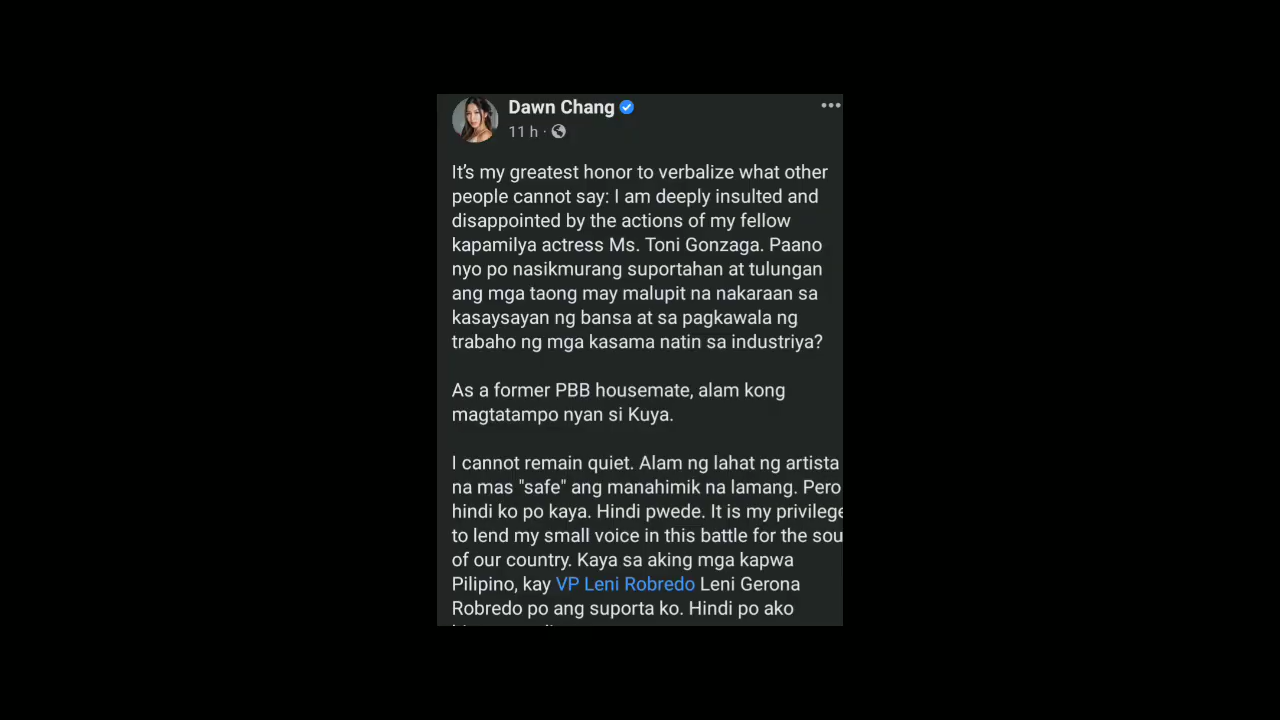 Dawn Chang
11 h ·
It's my greatest honor to verbalize what other
people cannot say: I am deeply insulted and
disappointed by the actions of my fellow
kapamilya actress Ms. Toni Gonzaga. Paano
nyo po nasikmurang suportahan at tulungan
ang mga taong may malupit na nakaraan sa
kasaysayan ng bansa at sa pagkawala ng
trabaho ng mga kasama natin sa industriya?
As a former PBB housemate, alam kong
magtatampo nyan si Kuya.
I cannot remain quiet. Alam ng lahat ng artista
na mas "safe" ang manahimik na lamang. Pero
hindi ko po kaya. Hindi pwede. It is my privilege
to lend my small voice in this battle for the sou
of our country. Kaya sa aking mga kapwa
Pilipino, kay VP Leni Robredo Leni Gerona
Robredo po ang suporta ko. Hindi po ako